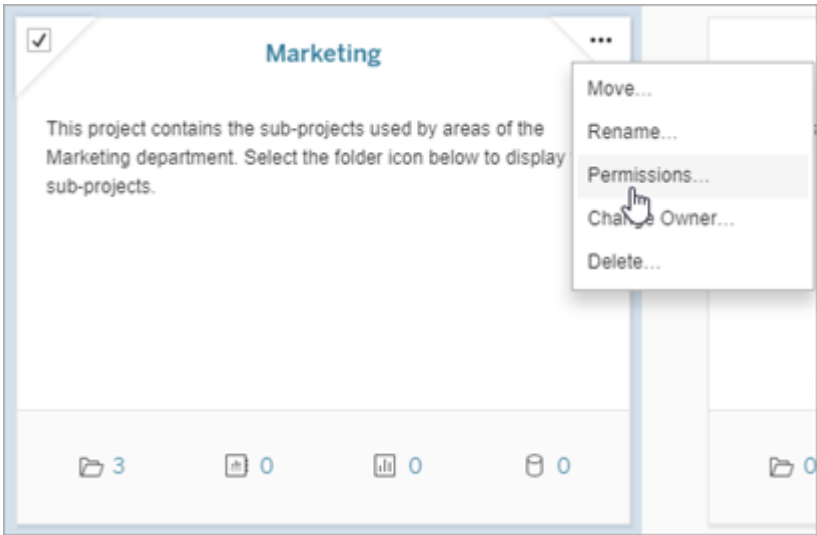 Marketing
This project contains the sub-projects used by areas of the
Marketing department. Select the folder icon below to display
sub-projects.
Move...
Rename...
Permissions...
Change Owner...
Delete...
3
0
0
0
0